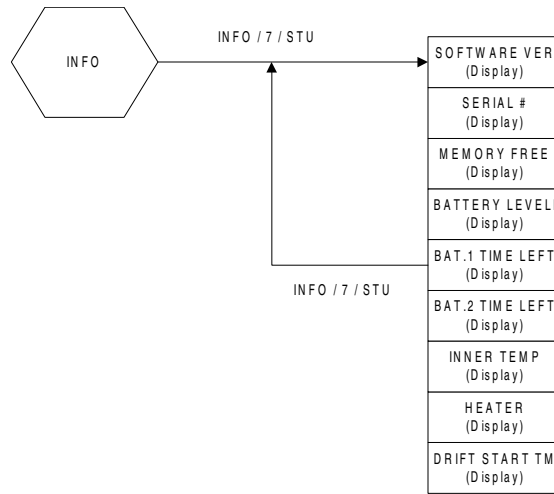 INFO / 7 / STU
INFO
SOFTWARE VER
(Display)
SERIAL #
(Display)
MEMORY FREE
(Display)
BATTERY LEVEL
(Display)
BAT.1 TIME LEFT
(Display)
INFO / 7 / STU
BAT.2 TIME LEFT
(Display)
INNER TEMP
(Display)
HEATER
(Display)
DRIFT START TM
(Display)